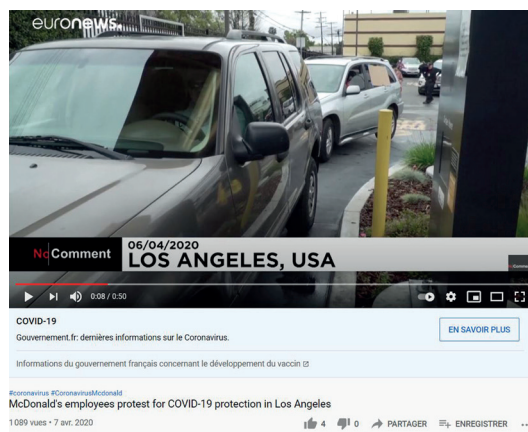 euronews.
No Comment
06/04/2020
LOS ANGELES, USA
0:08 / 0:50
COVID-19
Gouvernement.fr: dernières informations sur le Coronavirus.
EN SAVOIR PLUS
Informations du gouvernement français concernant le développement du vaccin
#coronavirus #CoronavirusMcdonald
McDonald's employees protest for COVID-19 protection in Los Angeles
1 089 vues • 7 avr. 2020
4
0
PARTAGER
ENREGISTRER